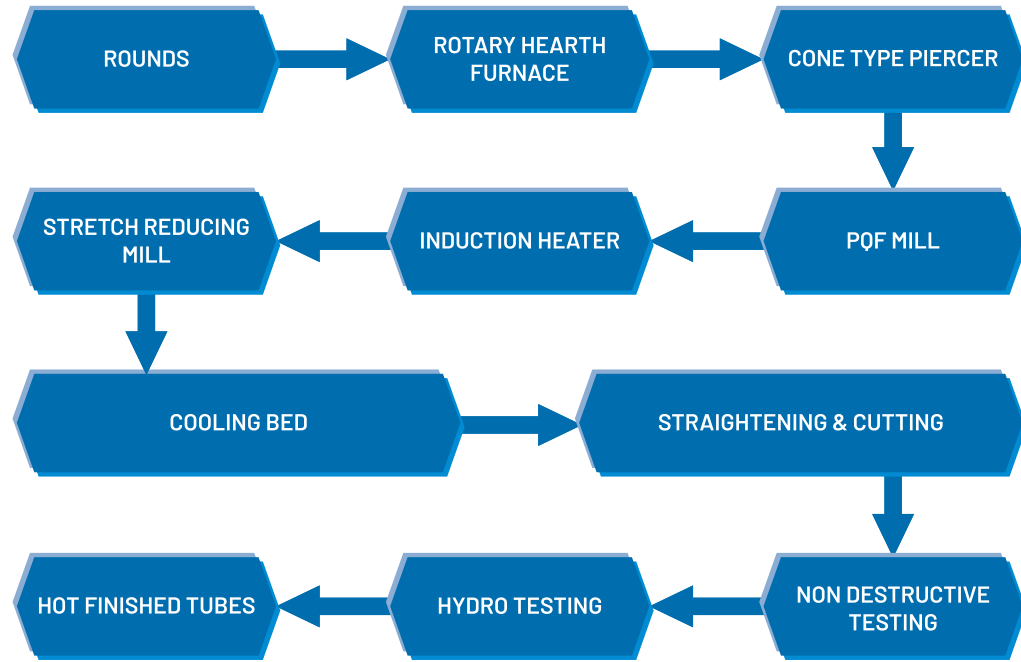 ROUNDS
ROTARY HEARTH
FURNACE
CONE TYPE PIERCER
STRETCH REDUCING
MILL
INDUCTION HEATER
PQF MILL
COOLING BED
STRAIGHTENING & CUTTING
HOT FINISHED TUBES
HYDRO TESTING
NON DESTRUCTIVE
TESTING